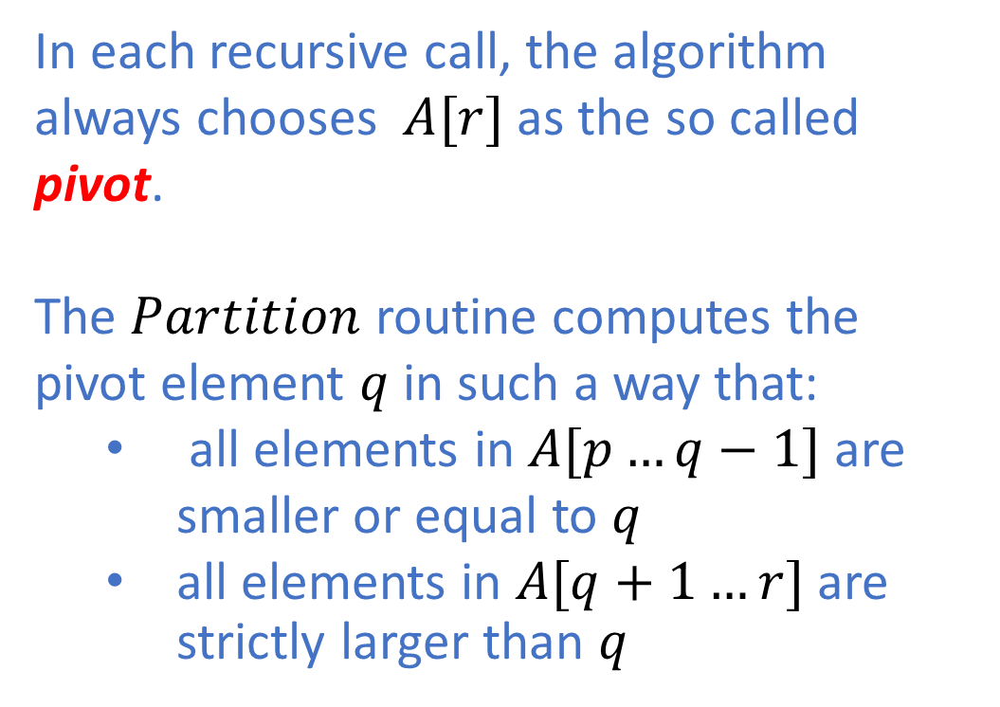 In each recursive call, the algorithm
always chooses A[r] as the so called
pivot.
The Partition routine computes the
pivot element q in such a way that:
• all elements in A[p ... q − 1] are
smaller or equal to q
• all elements in A[q + 1 ... r] are
strictly larger than q